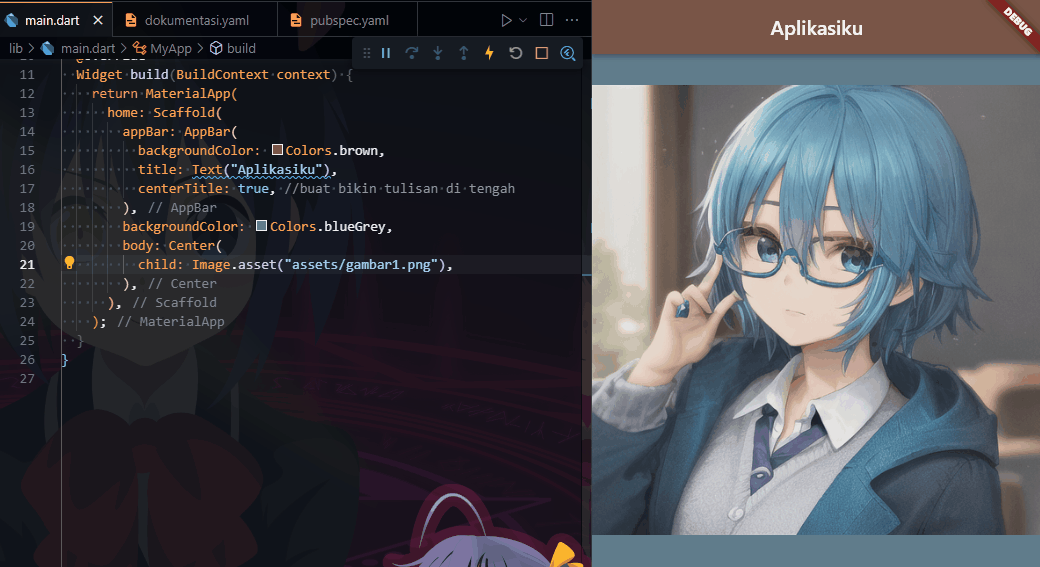 main.dart
dokumentasi.yaml
pubspec.yaml
lib > main.dart > MyApp > build
11 Widget build(BuildContext context) {
12 return MaterialApp(
13 home: Scaffold(
14 appBar: AppBar(
15 backgroundColor: Colors.brown,
16 title: Text("Aplikasiku"),
17 centerTitle: true, //buat bikin tulisan di tengah
18 ), // AppBar
19 backgroundColor: Colors.blueGrey,
20 body: Center(
21 child: Image.asset("assets/gambar1.png"),
22 ), // Center
23 ), // Scaffold
24 ); // MaterialApp
25 }
26 }
27
Aplikasiku
DEBUG